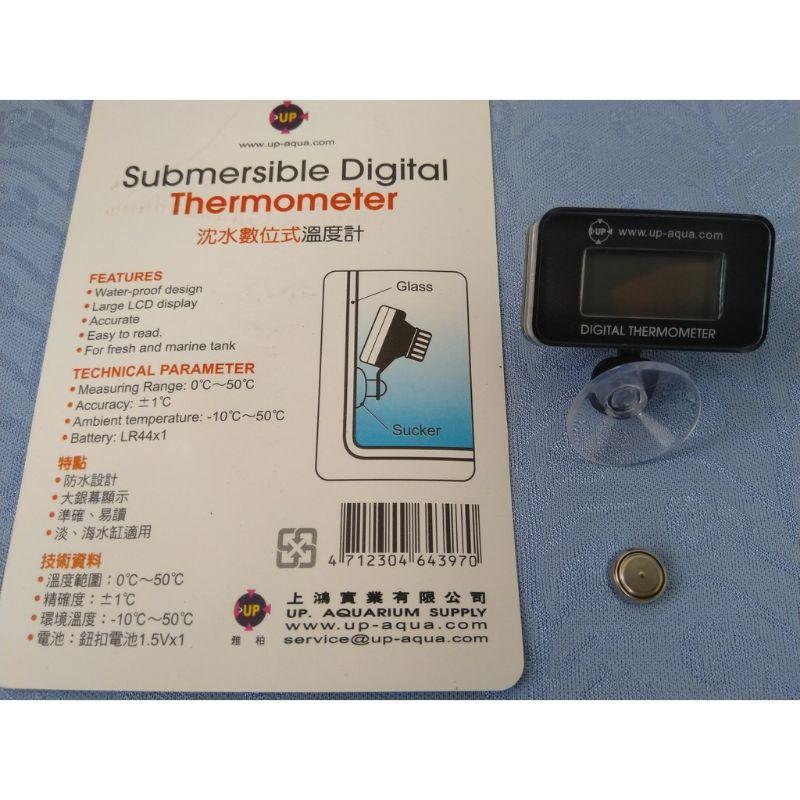 UP
www.up-aqua.com
Submersible Digital
Thermometer
沈水數位式溫度計
FEATURES
• Water-proof design
• Large LCD display
• Accurate
• Easy to read.
• For fresh and marine tank
TECHNICAL PARAMETER
• Measuring Range: 0℃～50℃
• Accuracy: ±1℃
• Ambient temperature: -10℃～50℃
• Battery: LR44x1
特點
• 防水設計
• 大銀幕顯示
• 準確、易讀
• 淡、海水缸適用
技術資料
• 溫度範圍：0℃～50℃
• 精確度：±1℃
• 環境溫度：-10℃～50℃
• 電池：鈕扣電池1.5Vx1
Glass
Sucker
4 712304 643970
UP
雅柏
上鴻實業有限公司
UP. AQUARIUM SUPPLY
www.up-aqua.com
service@up-aqua.com
UP www.up-aqua.com
DIGITAL THERMOMETER